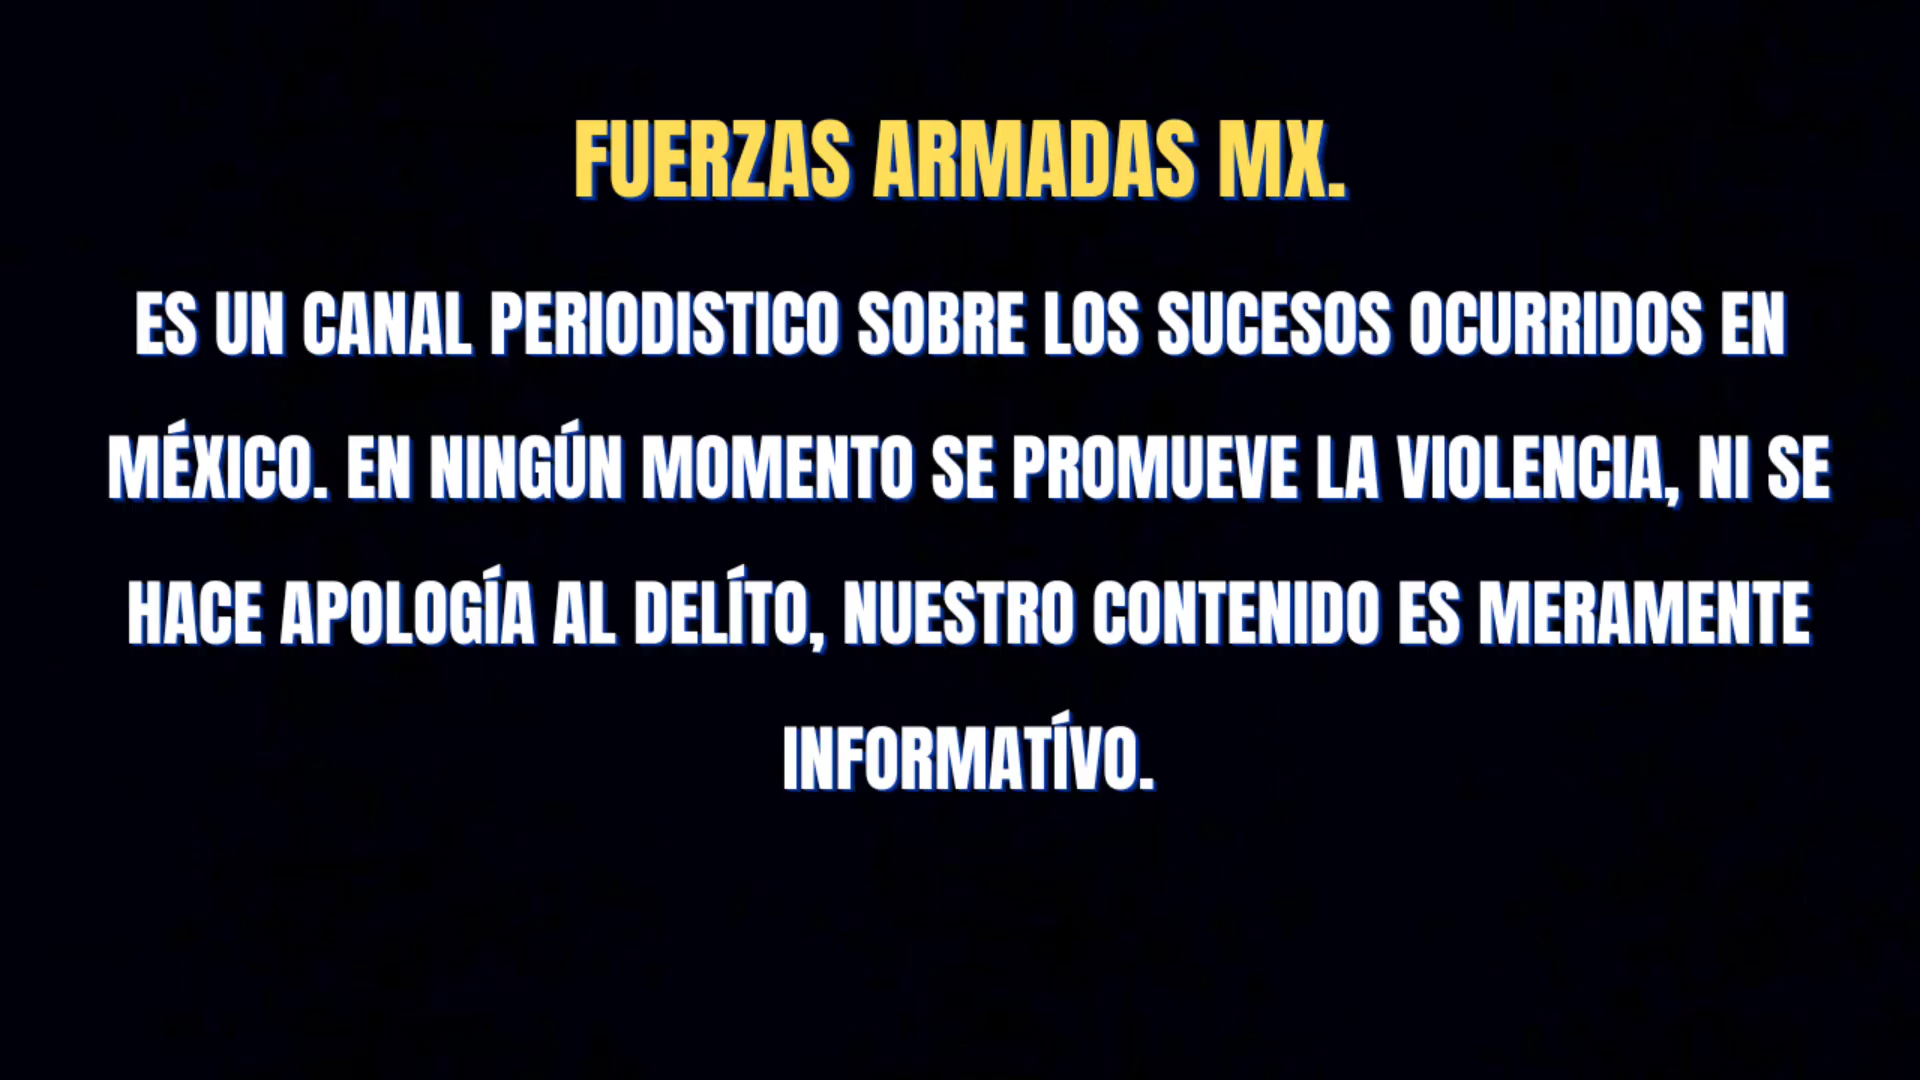 FUERZAS ARMADAS MX.
ES UN CANAL PERIODISTICO SOBRE LOS SUCESOS OCURRIDOS EN
MÉXICO. EN NINGÚN MOMENTO SE PROMUEVE LA VIOLENCIA, NI SE
HACE APOLOGÍA AL DELÍTO, NUESTRO CONTENIDO ES MERAMENTE
INFORMATÍVO.